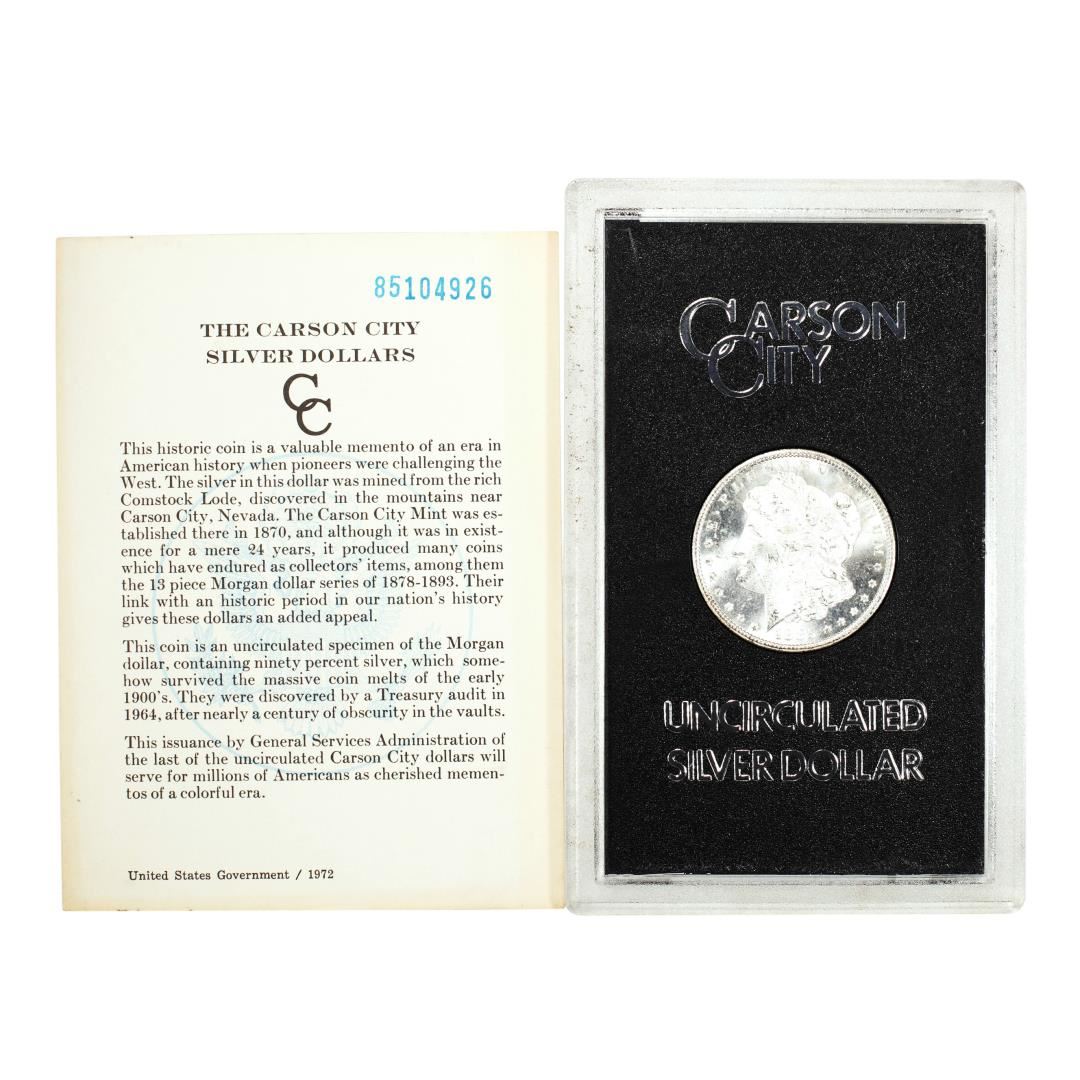 85104926
THE CARSON CITY
SILVER DOLLARS
CC
This historic coin is a valuable memento of an era in
American history when pioneers were challenging the
West. The silver in this dollar was mined from the rich
Comstock Lode, discovered in the mountains near
Carson City, Nevada. The Carson City Mint was es-
tablished there in 1870, and although it was in exist-
ence for a mere 24 years, it produced many coins
which have endured as collectors' items, among them
the 13 piece Morgan dollar series of 1878-1893. Their
link with an historic period in our nation's history
gives these dollars an added appeal.
This coin is an uncirculated specimen of the Morgan
dollar, containing ninety percent silver, which some-
how survived the massive coin melts of the early
1900's. They were discovered by a Treasury audit in
1964, after nearly a century of obscurity in the vaults.
This issuance by General Services Administration of
the last of the uncirculated Carson City dollars will
serve for millions of Americans as cherished memen-
tos of a colorful era.
United States Government / 1972
CARSON
CITY
UNCIRCULATED
SILVER DOLLAR